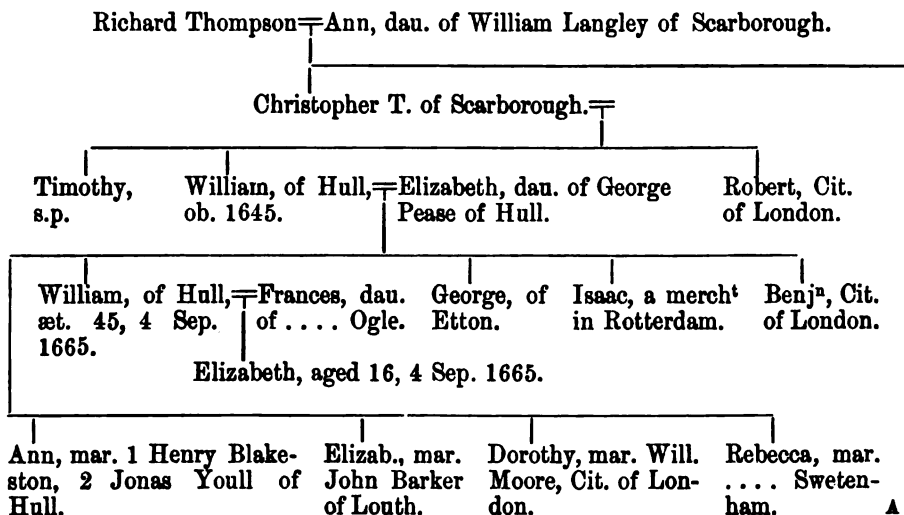 Richard Thompson╤Ann, dau. of William Langley of Scarborough.
Christopher T. of Scarborough.╤
Timothy, s.p.
William, of Hull, ob. 1645.╤Elizabeth, dau. of George Pease of Hull.
Robert, Cit. of London.
William, of Hull, æt. 45, 4 Sep. 1665.╤Frances, dau. of .... Ogle.
George, of Etton.
Isaac, a mercht in Rotterdam.
Benjn, Cit. of London.
Elizabeth, aged 16, 4 Sep. 1665.
Ann, mar. 1 Henry Blake-
ston, 2 Jonas Youll of
Hull.
Elizab., mar.
John Barker
of Louth.
Dorothy, mar. Will.
Moore, Cit. of Lon-
don.
Rebecca, mar.
.... Sweten-
ham.
A